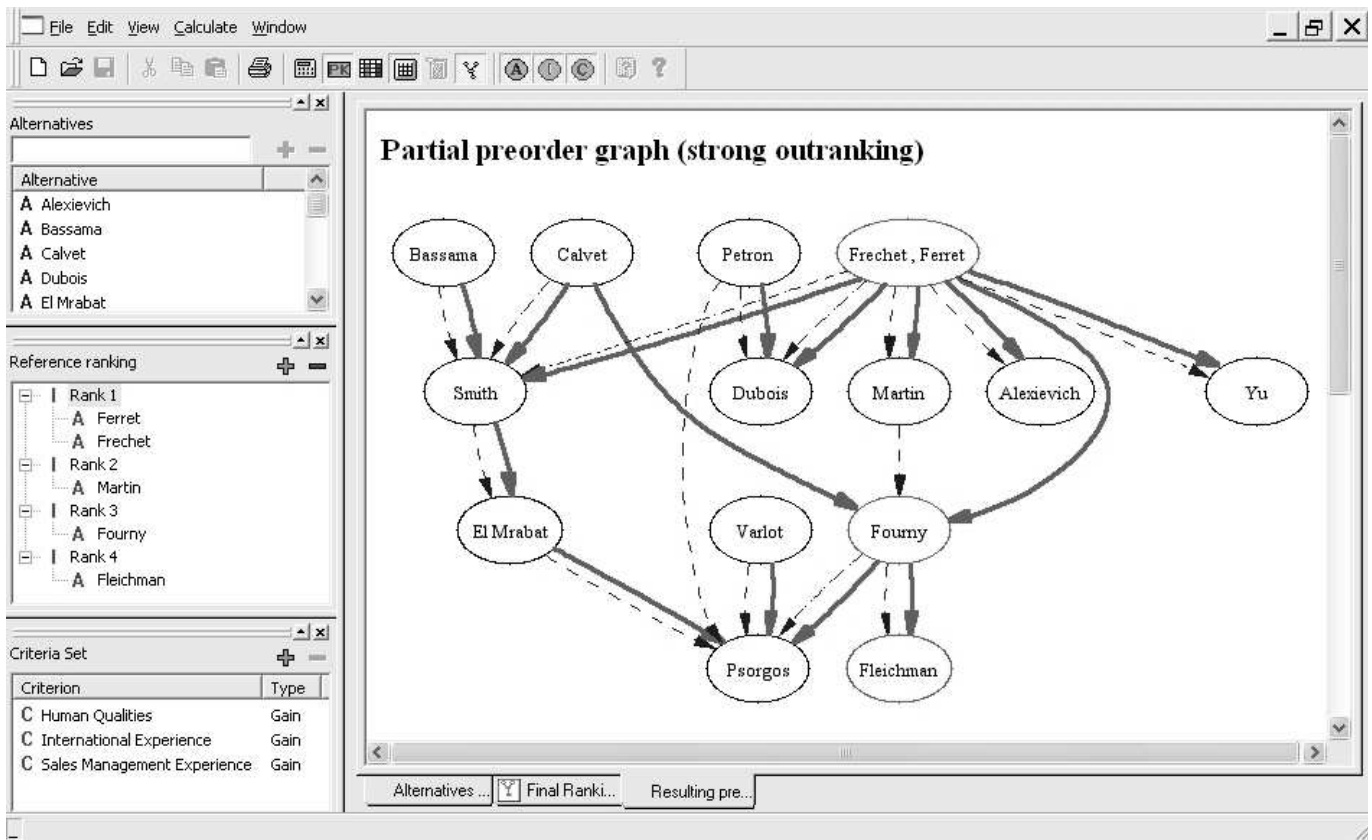 File Edit View Calculate Window
PK A I C ?
Alternatives
Alternative
A Alexievich
A Bassama
A Calvet
A Dubois
A El Mrabat
Reference ranking
I Rank 1
A Ferret
A Frechet
I Rank 2
A Martin
I Rank 3
A Fourny
I Rank 4
A Fleichman
Criteria Set
Criterion Type
C Human Qualities Gain
C International Experience Gain
C Sales Management Experience Gain
Partial preorder graph (strong outranking)
Bassama Calvet Petron Frechet , Ferret
Smith Dubois Martin Alexievich Yu
El Mrabat Varlot Fourny
Psorgos Fleichman
Alternatives ... Final Ranki... Resulting pre...